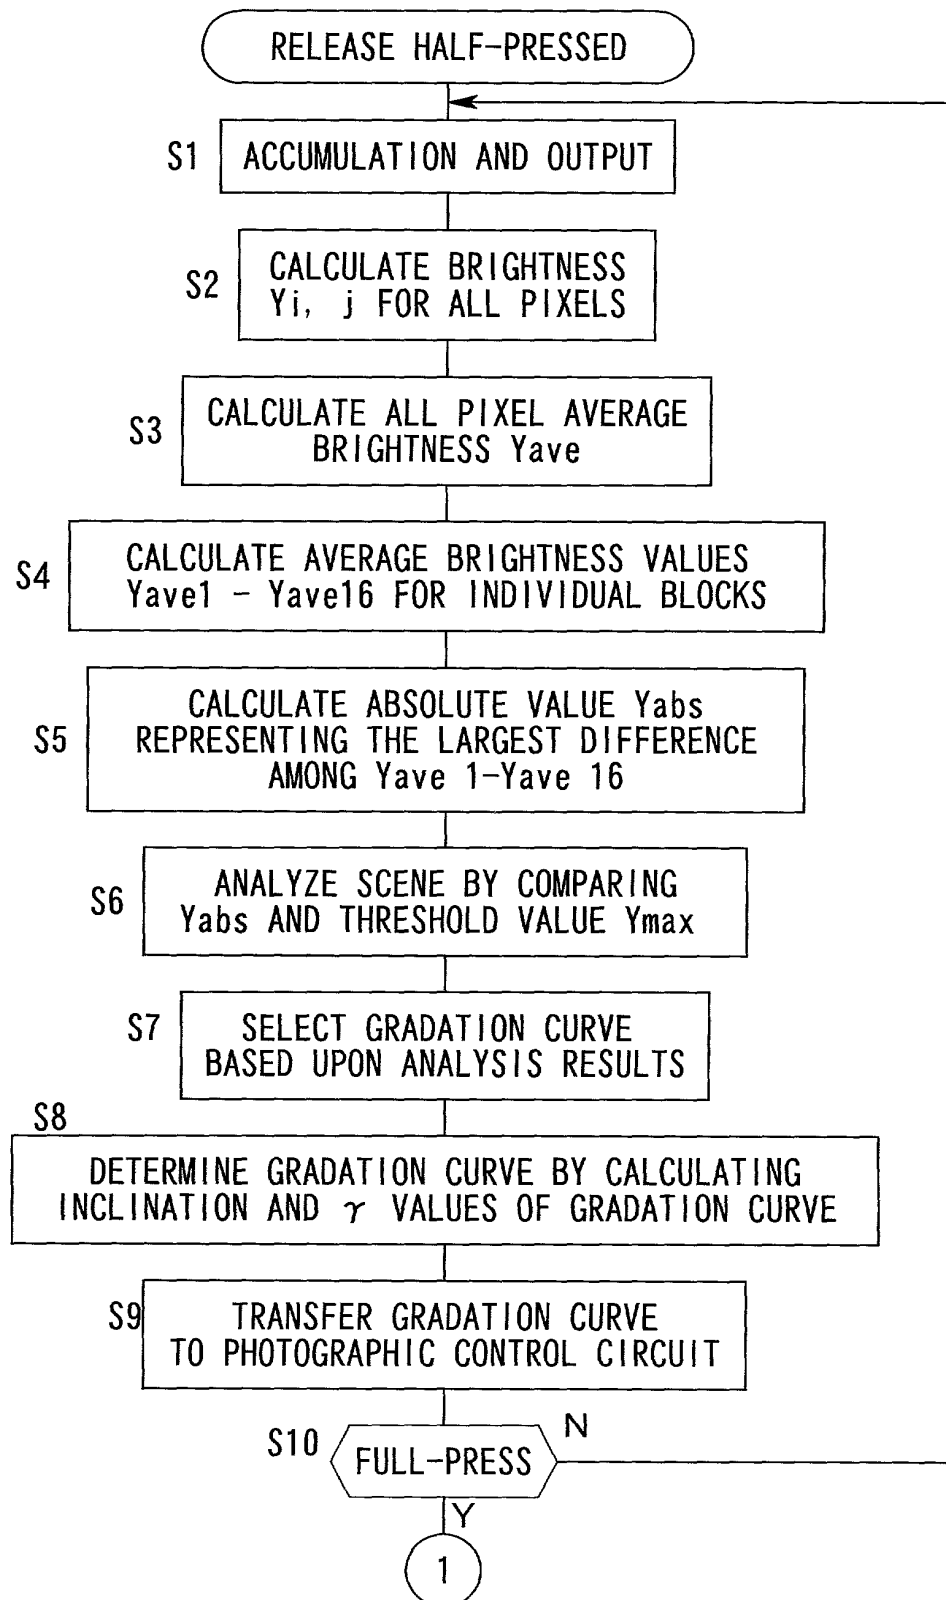 RELEASE HALF-PRESSED
S1
ACCUMULATION AND OUTPUT
S2
CALCULATE BRIGHTNESS
Yi, j FOR ALL PIXELS
S3
CALCULATE ALL PIXEL AVERAGE
BRIGHTNESS Yave
S4
CALCULATE AVERAGE BRIGHTNESS VALUES
Yave1 - Yave16 FOR INDIVIDUAL BLOCKS
S5
CALCULATE ABSOLUTE VALUE Yabs
REPRESENTING THE LARGEST DIFFERENCE
AMONG Yave 1-Yave 16
S6
ANALYZE SCENE BY COMPARING
Yabs AND THRESHOLD VALUE Ymax
S7
SELECT GRADATION CURVE
BASED UPON ANALYSIS RESULTS
S8
DETERMINE GRADATION CURVE BY CALCULATING
INCLINATION AND γ VALUES OF GRADATION CURVE
S9
TRANSFER GRADATION CURVE
TO PHOTOGRAPHIC CONTROL CIRCUIT
S10
FULL-PRESS
N
Y
1